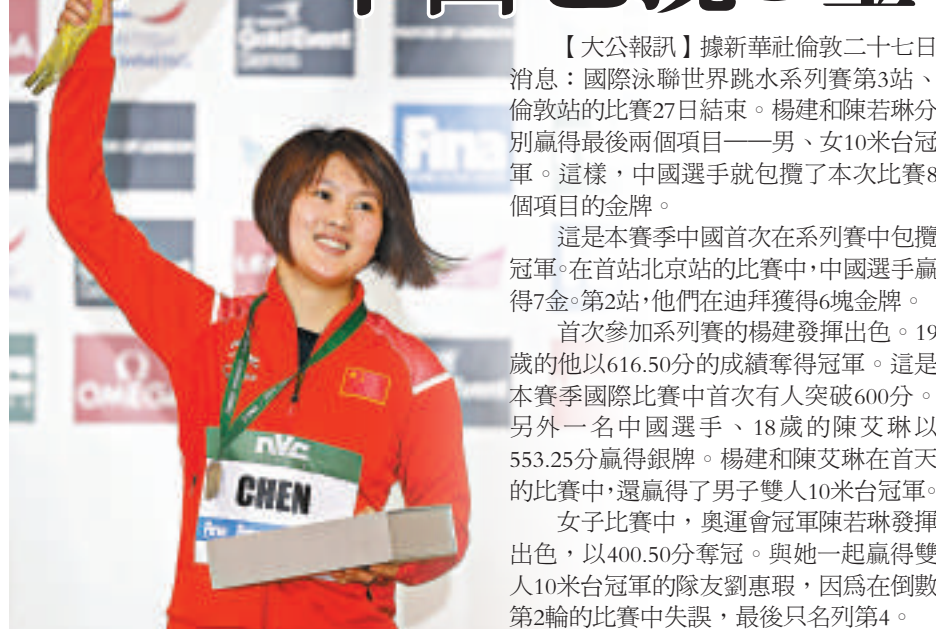 【大公報訊】據新華社倫敦二十七日
消息：國際泳聯世界跳水系列賽第3站、
倫敦站的比賽27日結束。楊建和陳若琳分
別贏得最後兩個項目——男、女10米台冠
軍。這樣，中國選手就包攬了本次比賽8
個項目的金牌。
這是本賽季中國首次在系列賽中包攬
冠軍。在首站北京站的比賽中，中國選手贏
得7金。第2站，他們在迪拜獲得6塊金牌。
首次參加系列賽的楊建發揮出色。19
歲的他以616.50分的成績奪得冠軍。這是
本賽季國際比賽中首次有人突破600分。
另外一名中國選手、18歲的陳艾琳以
553.25分贏得銀牌。楊建和陳艾琳在首天
的比賽中，還贏得了男子雙人10米台冠軍。
女子比賽中，奧運會冠軍陳若琳發揮
出色，以400.50分奪冠。與她一起贏得雙
人10米台冠軍的隊友劉惠瑕，因爲在倒數
第2輪的比賽中失誤，最後只名列第4。
Fina
OMEGA
nVc
CHEN
fina